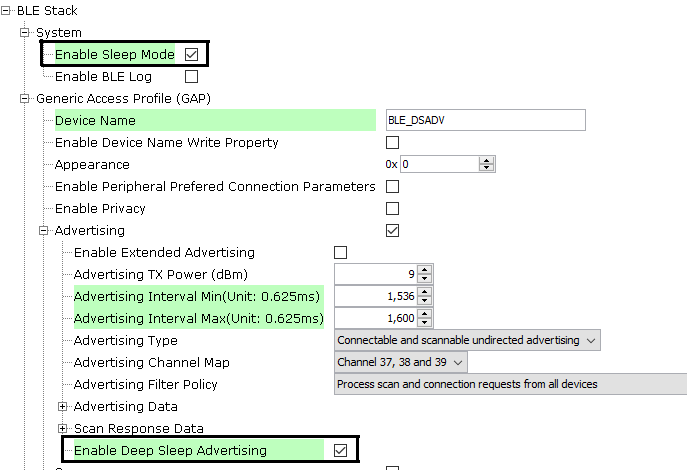 BLE Stack
System
Enable Sleep Mode
Enable BLE Log
Generic Access Profile (GAP)
Device Name BLE_DSADV
Enable Device Name Write Property
Appearance 0x 0
Enable Peripheral Prefered Connection Parameters
Enable Privacy
Advertising
Enable Extended Advertising
Advertising TX Power (dBm) 9
Advertising Interval Min(Unit: 0.625ms) 1,536
Advertising Interval Max(Unit: 0.625ms) 1,600
Advertising Type Connectable and scannable undirected advertising
Advertising Channel Map Channel 37, 38 and 39
Advertising Filter Policy Process scan and connection requests from all devices
Advertising Data
Scan Response Data
Enable Deep Sleep Advertising